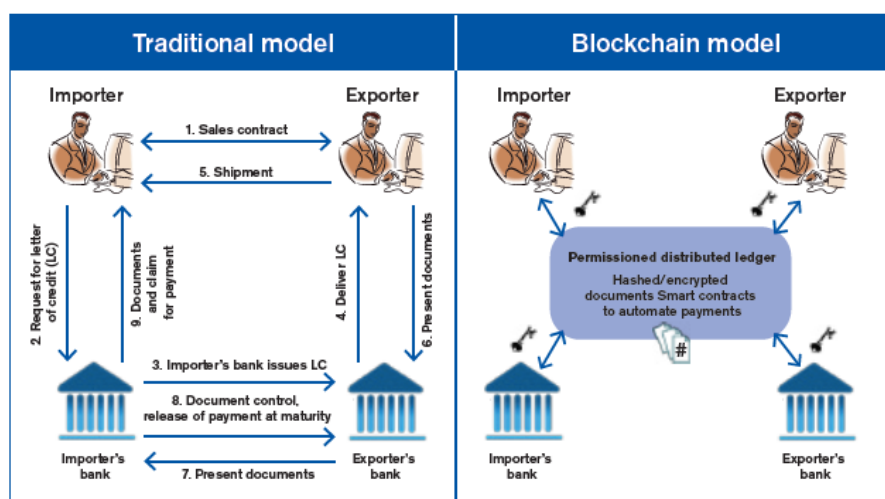 Traditional model
Blockchain model
Importer
Exporter
1. Sales contract
5. Shipment
2. Request for letter
of credit (LC)
9. Documents
and claim
for payment
4. Deliver LC
6. Present documents
3. Importer's bank issues LC
8. Document control,
release of payment at maturity
7. Present documents
Importer's
bank
Exporter's
bank
Importer
Exporter
Permissioned distributed ledger
Hashed/encrypted
documents Smart contracts
to automate payments
#
Importer's
bank
Exporter's
bank